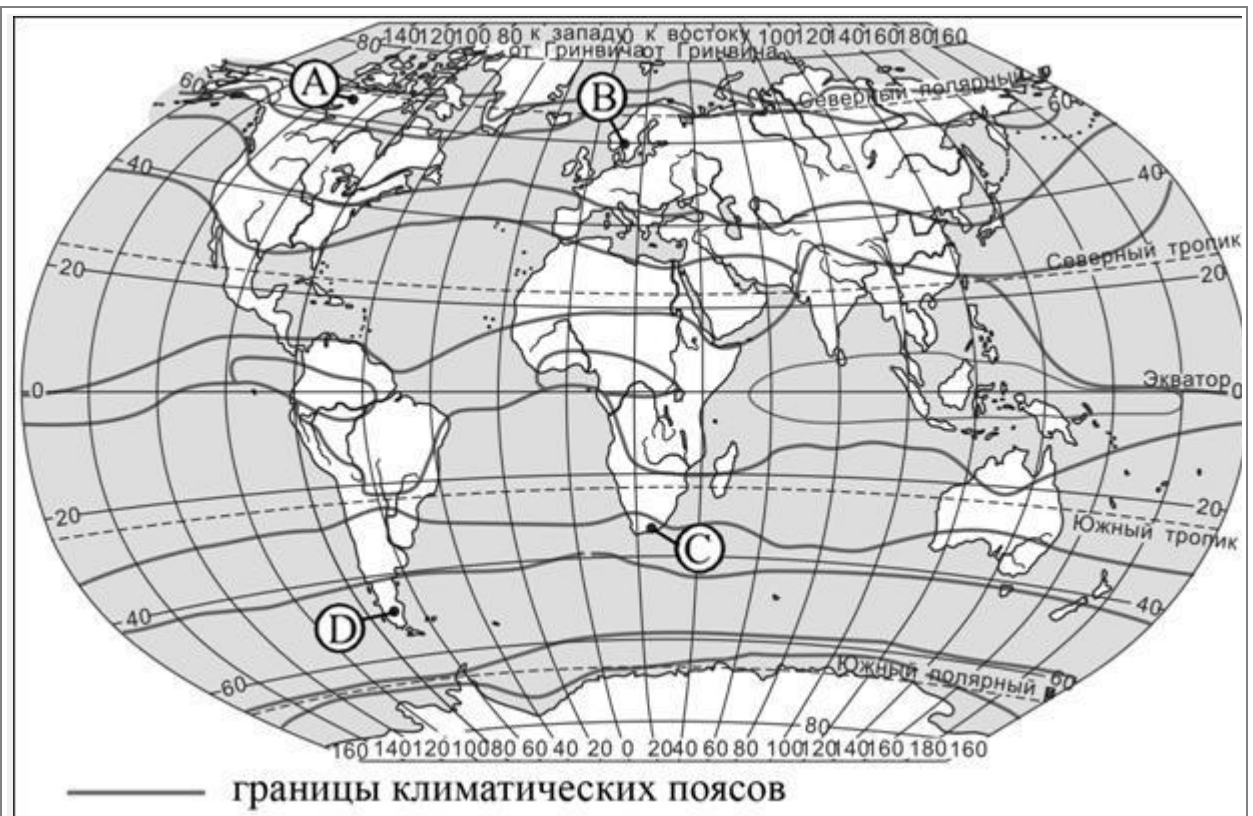 140 120 100 80 к западу 0 к востоку 100 120 140 160 180 160
80 от Гринвича от Гринвича
60 A B Северный полярный
60
40 40
Северный тропик
20 20
Экватор
0 0
20 20
Южный тропик
C
40 40
D
60 Южный полярный 60
80
160 140 120 100 80 60 40 20 0 20 40 60 80 100 120 140 160 180 160
границы климатических поясов